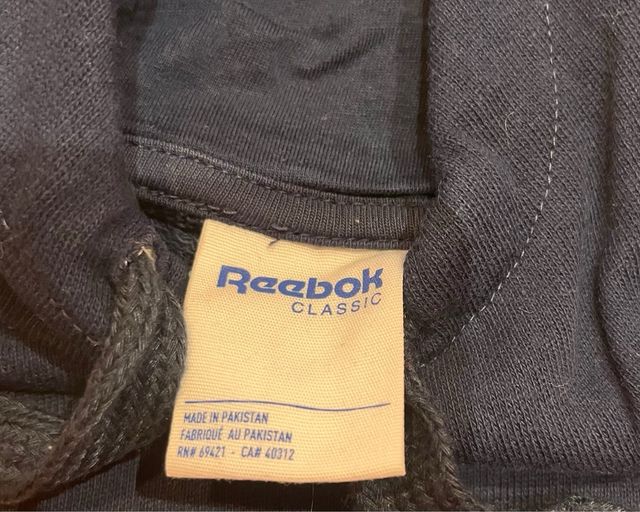 Reebok
CLASSIC
MADE IN PAKISTAN
FABRIQUÉ AU PAKISTAN
RN# 69421 - CA# 40312